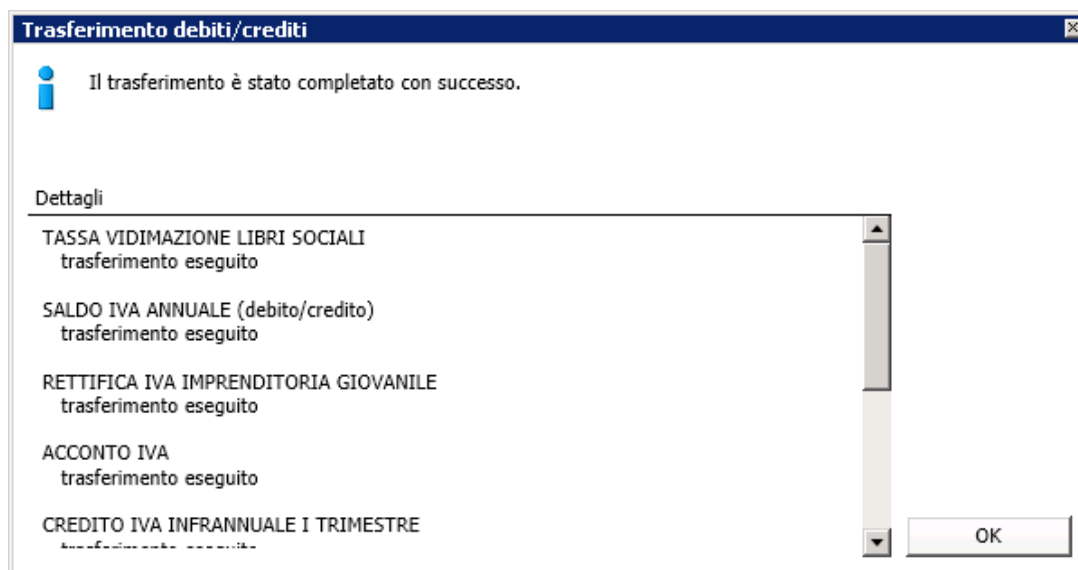 Trasferimento debiti/crediti
Il trasferimento è stato completato con successo.
Dettagli
TASSA VIDIMAZIONE LIBRI SOCIALI
trasferimento eseguito
SALDO IVA ANNUALE (debito/credito)
trasferimento eseguito
RETTIFICA IVA IMPRENDITORIA GIOVANILE
trasferimento eseguito
ACCONTO IVA
trasferimento eseguito
CREDITO IVA INFRANNUALE I TRIMESTRE
OK